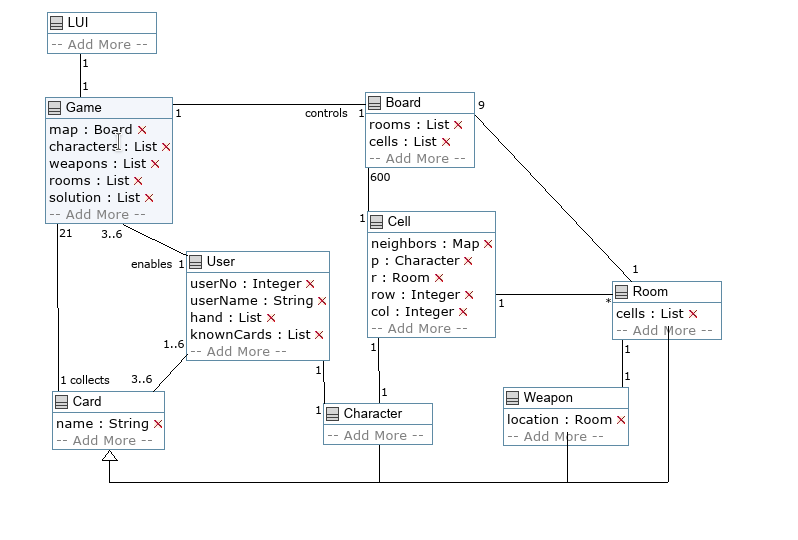 LUI
-- Add More --
1
1
Game
map : Board ×
characters : List ×
weapons : List ×
rooms : List ×
solution : List ×
-- Add More --
1
controls
1
Board
rooms : List ×
cells : List ×
-- Add More --
9
600
1
Cell
neighbors : Map ×
p : Character ×
r : Room ×
row : Integer ×
col : Integer ×
-- Add More --
21
3..6
enables
1
User
userNo : Integer ×
userName : String ×
hand : List ×
knownCards : List ×
-- Add More --
1
Room
cells : List ×
-- Add More --
1
*
1..6
3..6
1 collects
Card
name : String ×
-- Add More --
1
1
Character
-- Add More --
1
1
1
1
Weapon
location : Room ×
-- Add More --